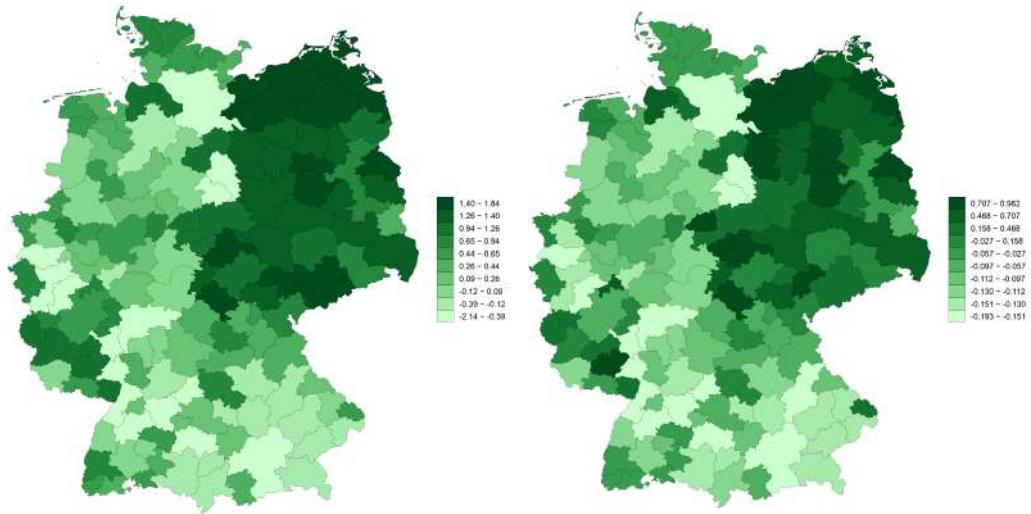 1.40 – 1.84
1.26 – 1.40
0.94 – 1.26
0.65 – 0.94
0.44 – 0.65
0.26 – 0.44
0.09 – 0.26
-0.12 – 0.09
-0.39 – -0.12
-2.14 – -0.39
0.707 – 0.962
0.468 – 0.707
0.158 – 0.468
-0.027 – 0.158
-0.057 – -0.027
-0.097 – -0.057
-0.112 – -0.097
-0.130 – -0.112
-0.151 – -0.130
-0.193 – -0.151